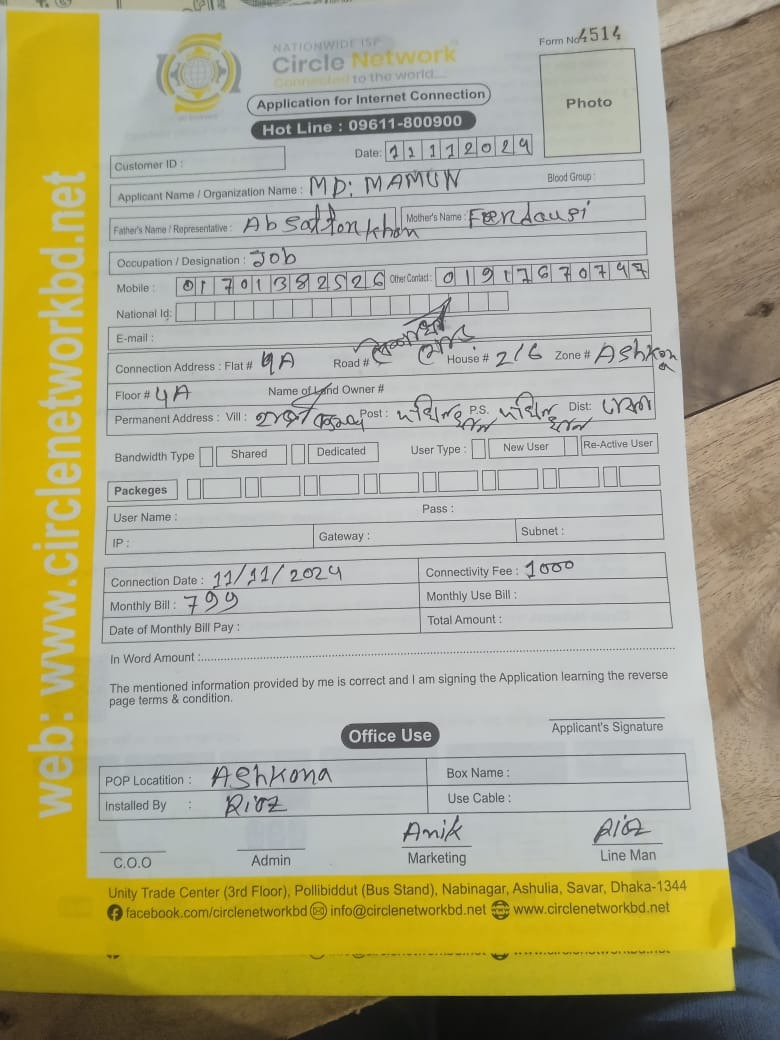 NATIONWIDE ISP
Circle Network
Connected to the world...
Form No 4514
Application for Internet Connection
Hot Line : 09611-800900
Photo
Customer ID :
Date: 11112024
Applicant Name / Organization Name : MD: MAMUN Blood Group :
Father's Name / Representative : Mother's Name : Ferdausi
Occupation / Designation : Job
Mobile : 01701382526 Other Contact : 01917670747
National Id:
E-mail :
Connection Address : Flat # 4A Road # House # 216 Zone # Ashkona
Floor # 4A Name of Land Owner #
Permanent Address : Vill : Post : P.S. Dist:
Bandwidth Type Shared Dedicated User Type : New User Re-Active User
Packeges
User Name : Pass :
IP : Gateway : Subnet :
Connection Date : 11/11/2024 Connectivity Fee : 1000
Monthly Bill : 799 Monthly Use Bill :
Date of Monthly Bill Pay : Total Amount :
In Word Amount :
The mentioned information provided by me is correct and I am signing the Application learning the reverse
page terms & condition.
Applicant's Signature
Office Use
POP Locatition : Ashkona Box Name :
Installed By : Use Cable :
Anik
C.O.O Admin Marketing Line Man
Unity Trade Center (3rd Floor), Pollibiddut (Bus Stand), Nabinagar, Ashulia, Savar, Dhaka-1344
facebook.com/circlenetworkbd info@circlenetworkbd.net www.circlenetworkbd.net
web: www.circlenetworkbd.net